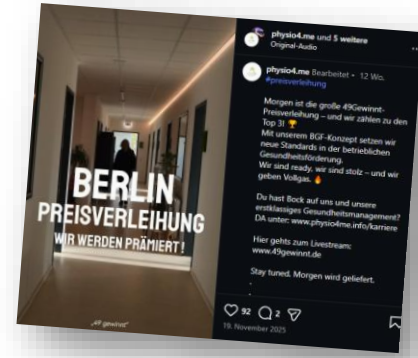 BERLIN
PREISVERLEIHUNG
WIR WERDEN PRÄMIERT!
„49 gewinnt“
physio4.me und 5 weitere
Original-Audio
physio4.me Bearbeitet • 12 Wo.
#preisverleihung
Morgen ist die große 49Gewinnt-
Preisverleihung – und wir zählen zu den
Top 3! 🏆
Mit unserem BGF-Konzept setzen wir
neue Standards in der betrieblichen
Gesundheitsförderung.
Wir sind ready, wir sind stolz – und wir
geben Vollgas. 🔥
Du hast Bock auf uns und unsere
erstklassiges Gesundheitsmanagement?
DA unter: www.physio4me.info/karriere
Hier gehts zum Livestream:
www.49gewinnt.de
Stay tuned. Morgen wird geliefert.
.
.
92 2
19. November 2025